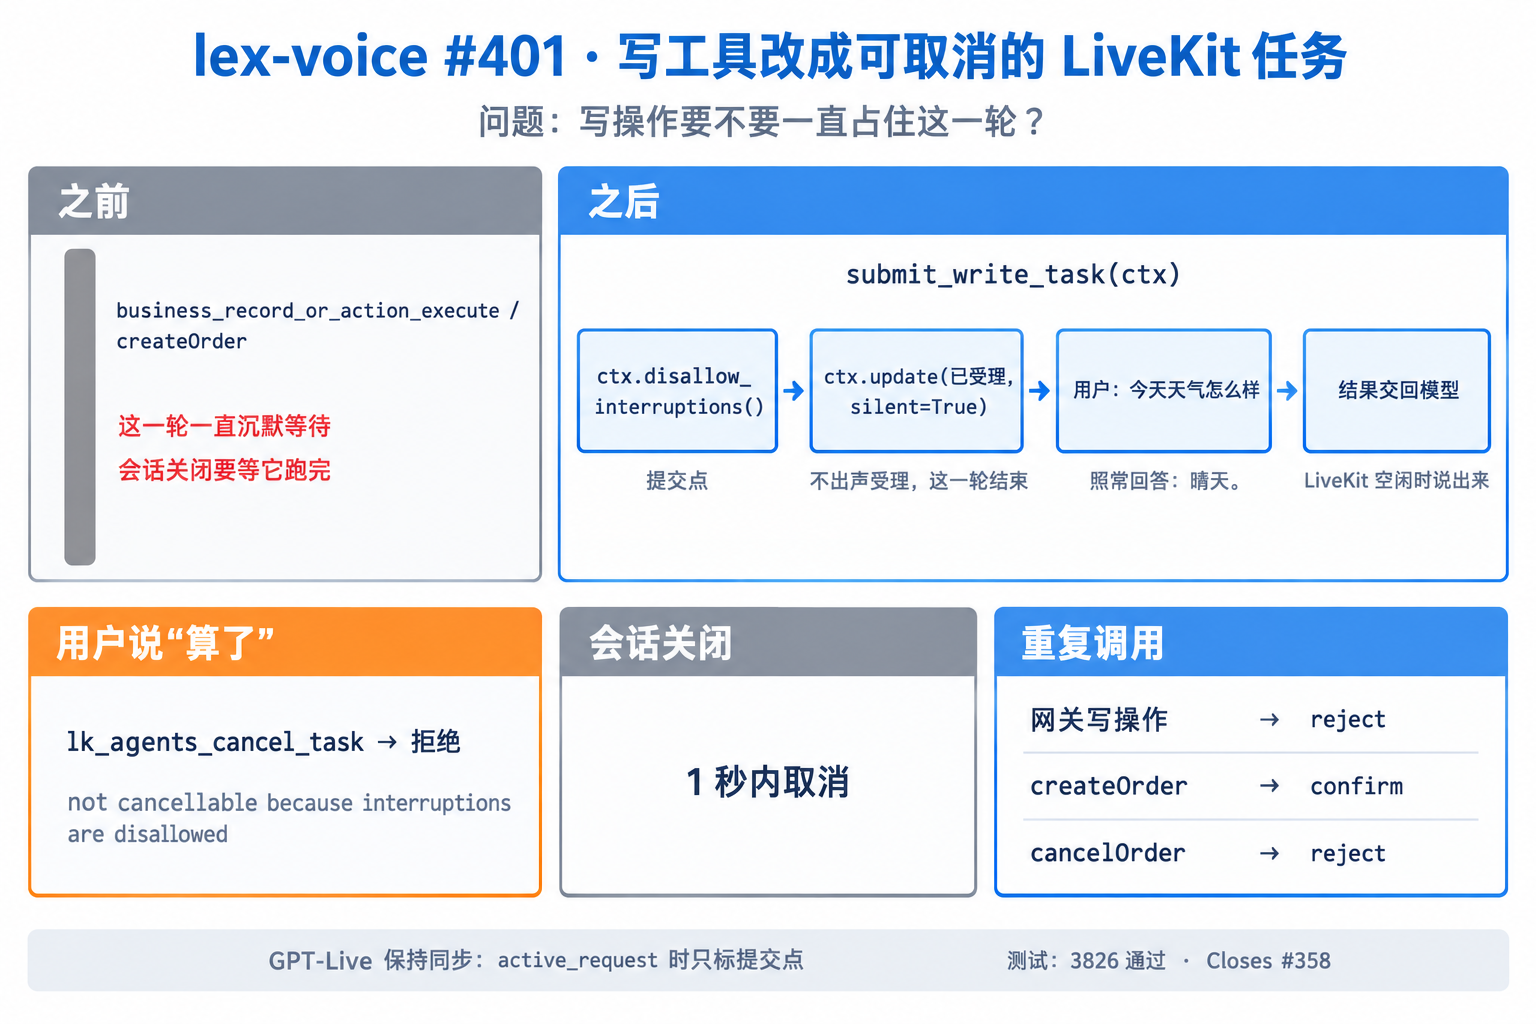 lex-voice #401 · 写工具改成可取消的 LiveKit 任务
问题：写操作要不要一直占住这一轮？
之前
business_record_or_action_execute /
createOrder
这一轮一直沉默等待
会话关闭要等它跑完
之后
submit_write_task(ctx)
ctx.disallow_
interruptions()
提交点
ctx.update(已受理,
silent=True)
不出声受理，这一轮结束
用户：今天天气怎么样
照常回答：晴天。
结果交回模型
LiveKit 空闲时说出来
用户说“算了”
lk_agents_cancel_task → 拒绝
not cancellable because interruptions
are disallowed
会话关闭
1 秒内取消
重复调用
网关写操作 → reject
createOrder → confirm
cancelOrder → reject
GPT-Live 保持同步：active_request 时只标提交点
测试：3826 通过 · Closes #358